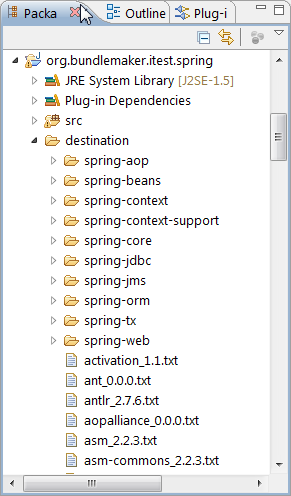 Packa Outline Plug-i
org.bundlemaker.itest.spring
JRE System Library [J2SE-1.5]
Plug-in Dependencies
src
destination
spring-aop
spring-beans
spring-context
spring-context-support
spring-core
spring-jdbc
spring-jms
spring-orm
spring-tx
spring-web
activation_1.1.txt
ant_0.0.0.txt
antlr_2.7.6.txt
aopalliance_0.0.0.txt
asm_2.2.3.txt
asm-commons_2.2.3.txt